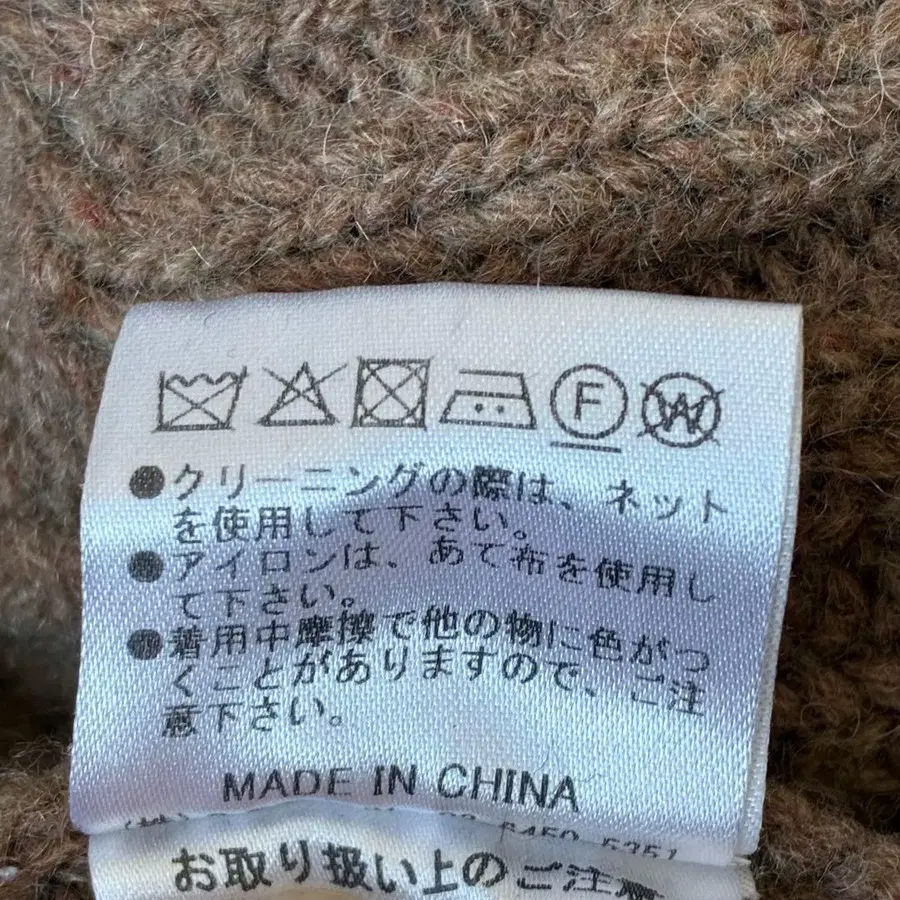 F W
●クリーニングの際は、ネット
を使用して下さい。
●アイロンは、あて布を使用し
て下さい。
●着用中摩擦で他の物に色がつ
くことがありますので、ご注
意下さい。
MADE IN CHINA
6450 5351
お取り扱い上のご注意